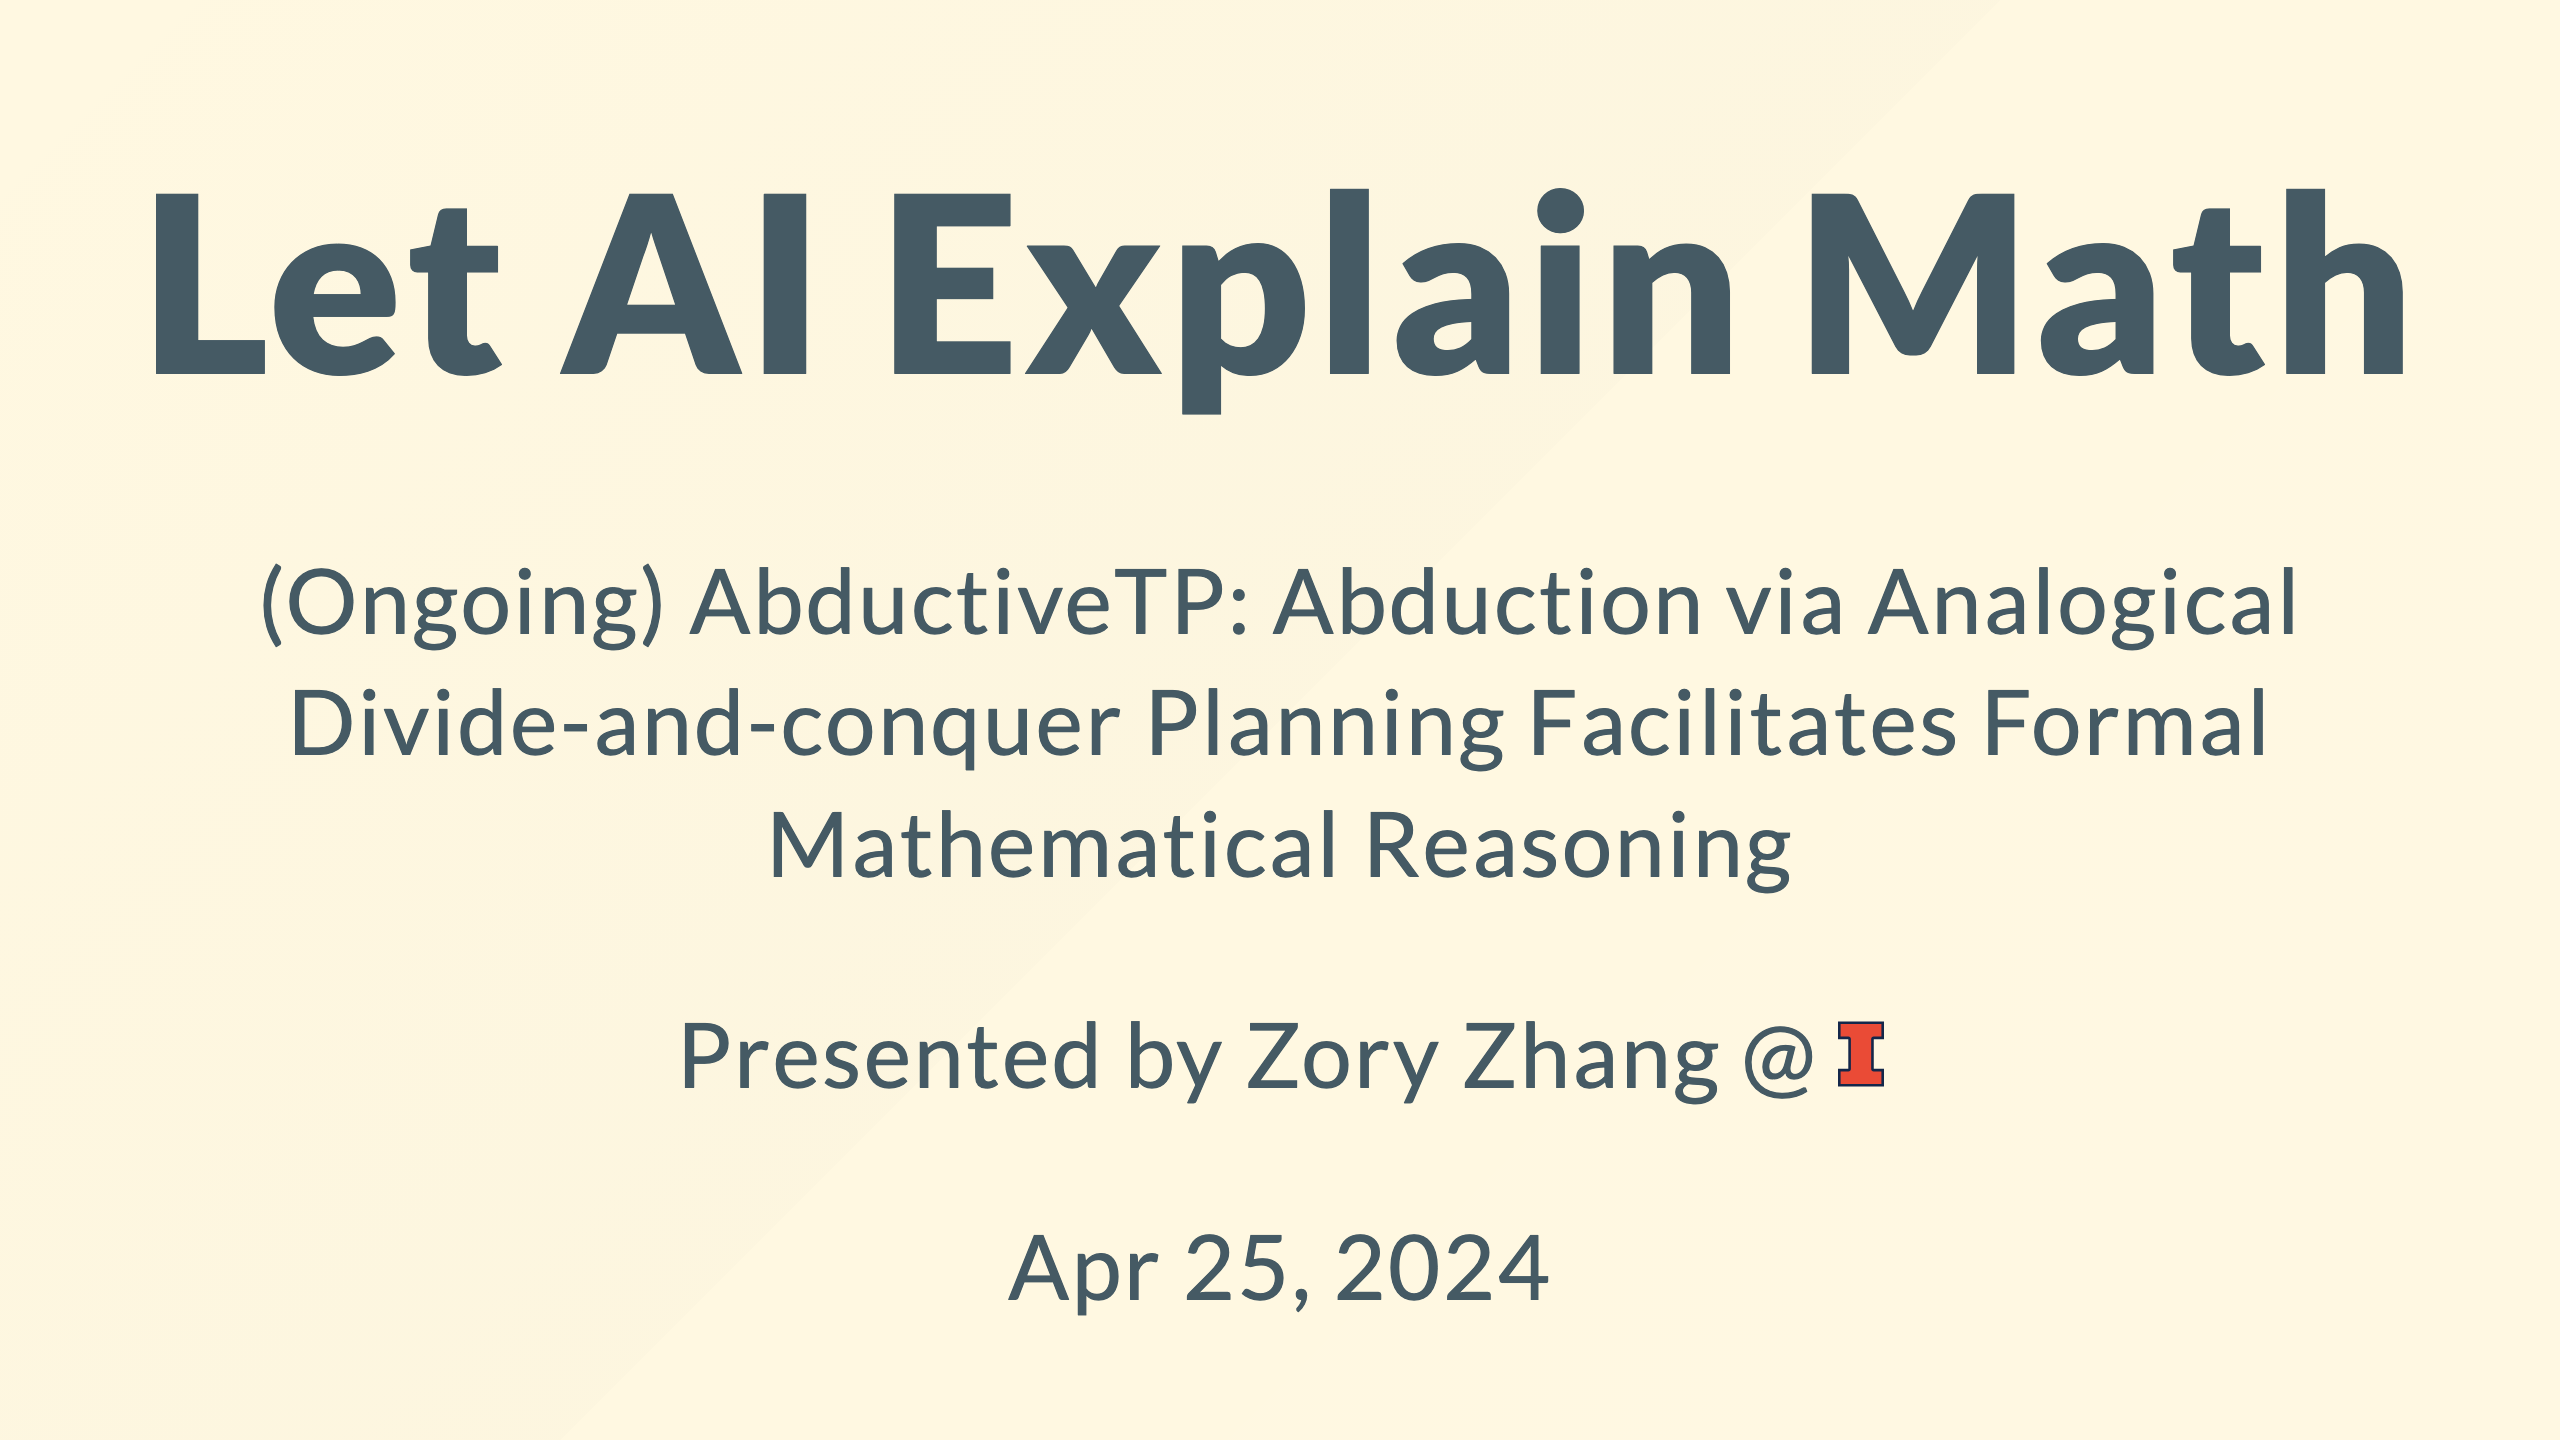 Let AI Explain Math
(Ongoing) AbductiveTP: Abduction via Analogical
Divide-and-conquer Planning Facilitates Formal
Mathematical Reasoning
Presented by Zory Zhang @ I
Apr 25, 2024